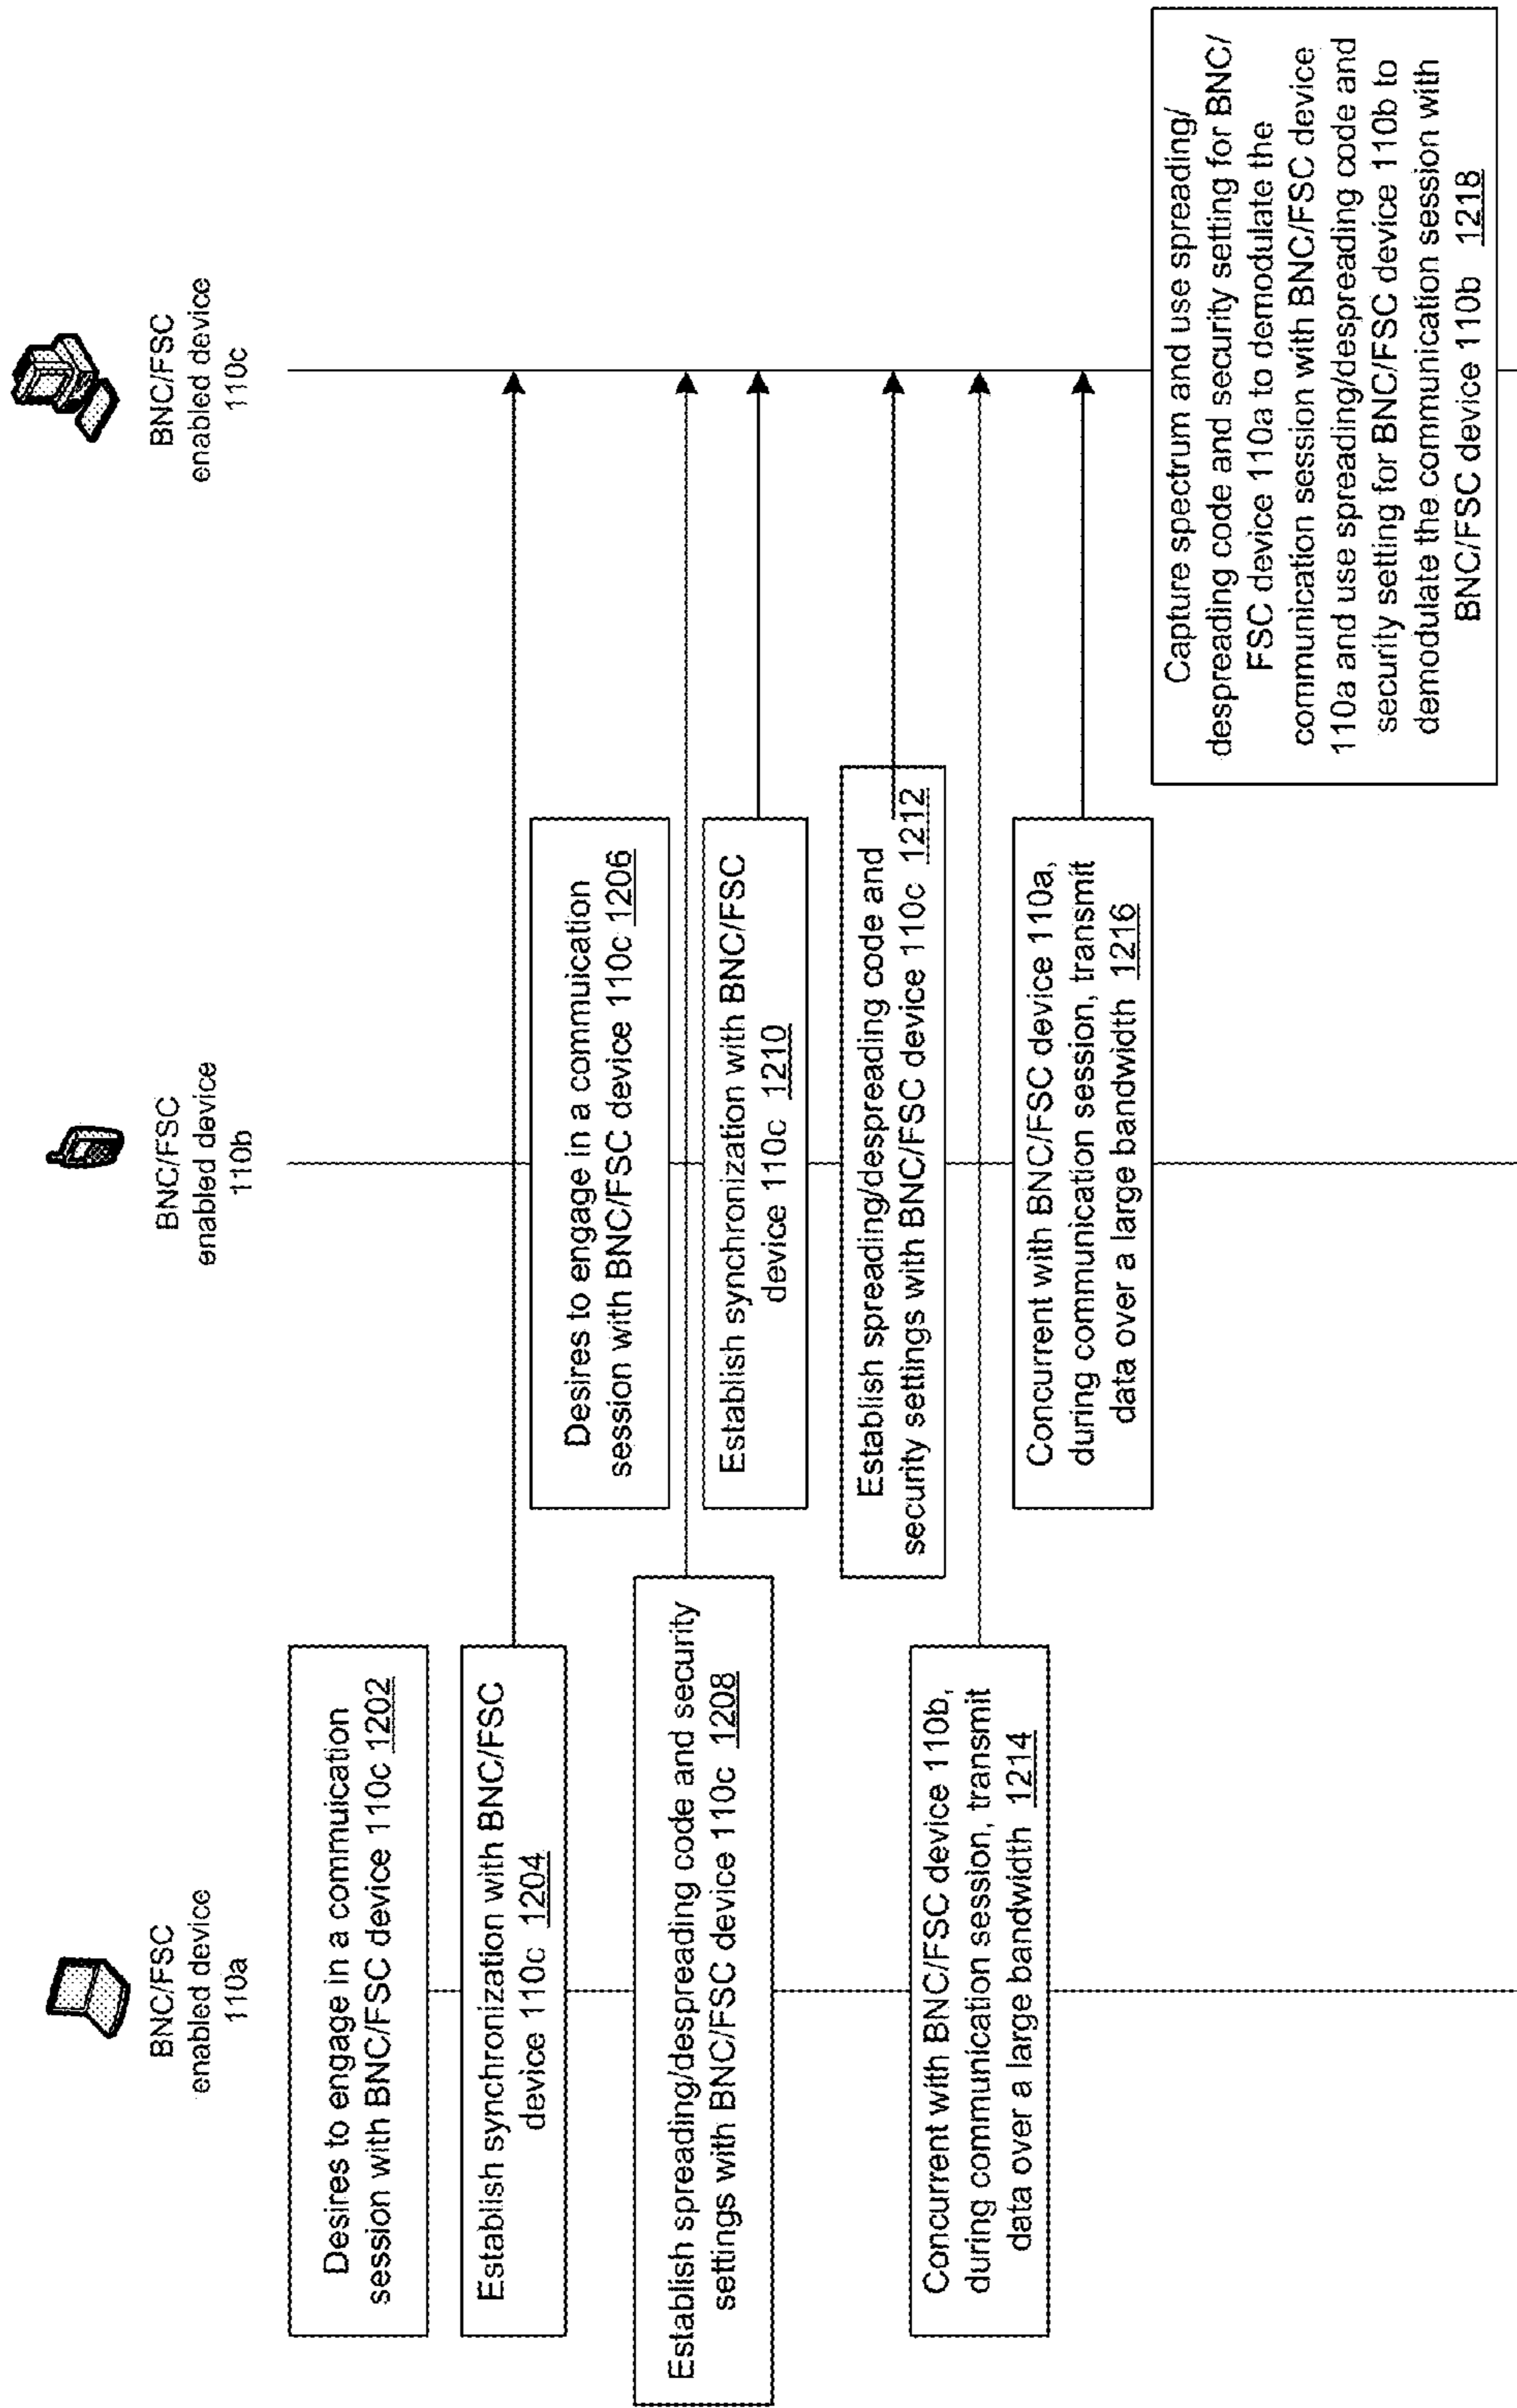 BNC/FSC
enabled device
110a
BNC/FSC
enabled device
110b
BNC/FSC
enabled device
110c
Desires to engage in a commuication
session with BNC/FSC device 110c 1202
Establish synchronization with BNC/FSC
device 110c 1204
Desires to engage in a commuication
session with BNC/FSC device 110c 1206
Establish spreading/despreading code and security
settings with BNC/FSC device 110c 1208
Establish synchronization with BNC/FSC
device 110c 1210
Establish spreading/despreading code and
security settings with BNC/FSC device 110c 1212
Concurrent with BNC/FSC device 110b,
during communication session, transmit
data over a large bandwidth 1214
Concurrent with BNC/FSC device 110a,
during communication session, transmit
data over a large bandwidth 1216
Capture spectrum and use spreading/
despreading code and security setting for BNC/
FSC device 110a to demodulate the
communication session with BNC/FSC device
110a and use spreading/despreading code and
security setting for BNC/FSC device 110b to
demodulate the communication session with
BNC/FSC device 110b 1218